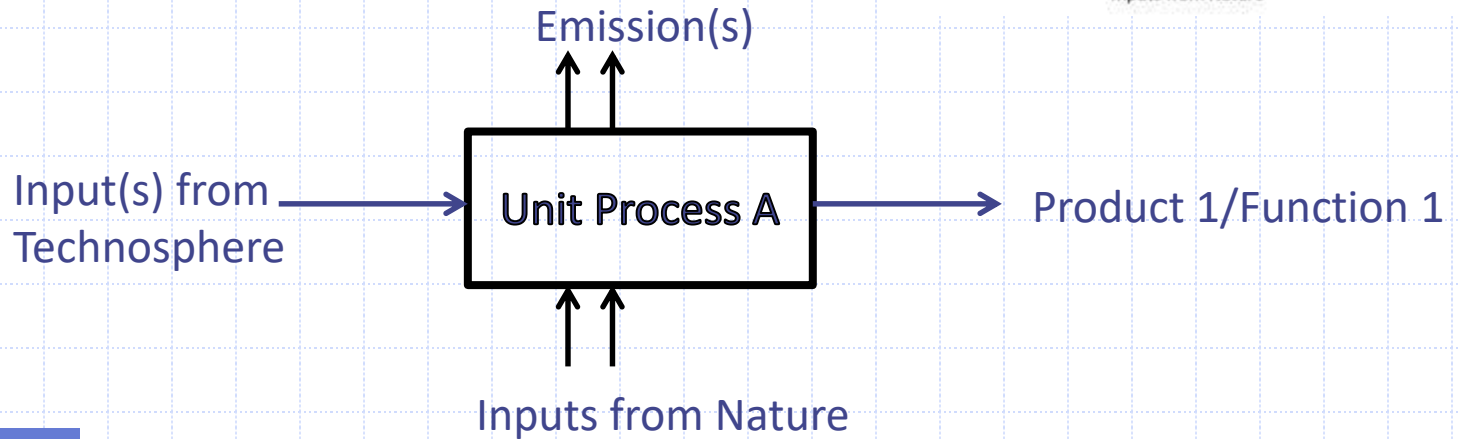 Emission(s)
Input(s) from
Technosphere
Unit Process A
Product 1/Function 1
Inputs from Nature